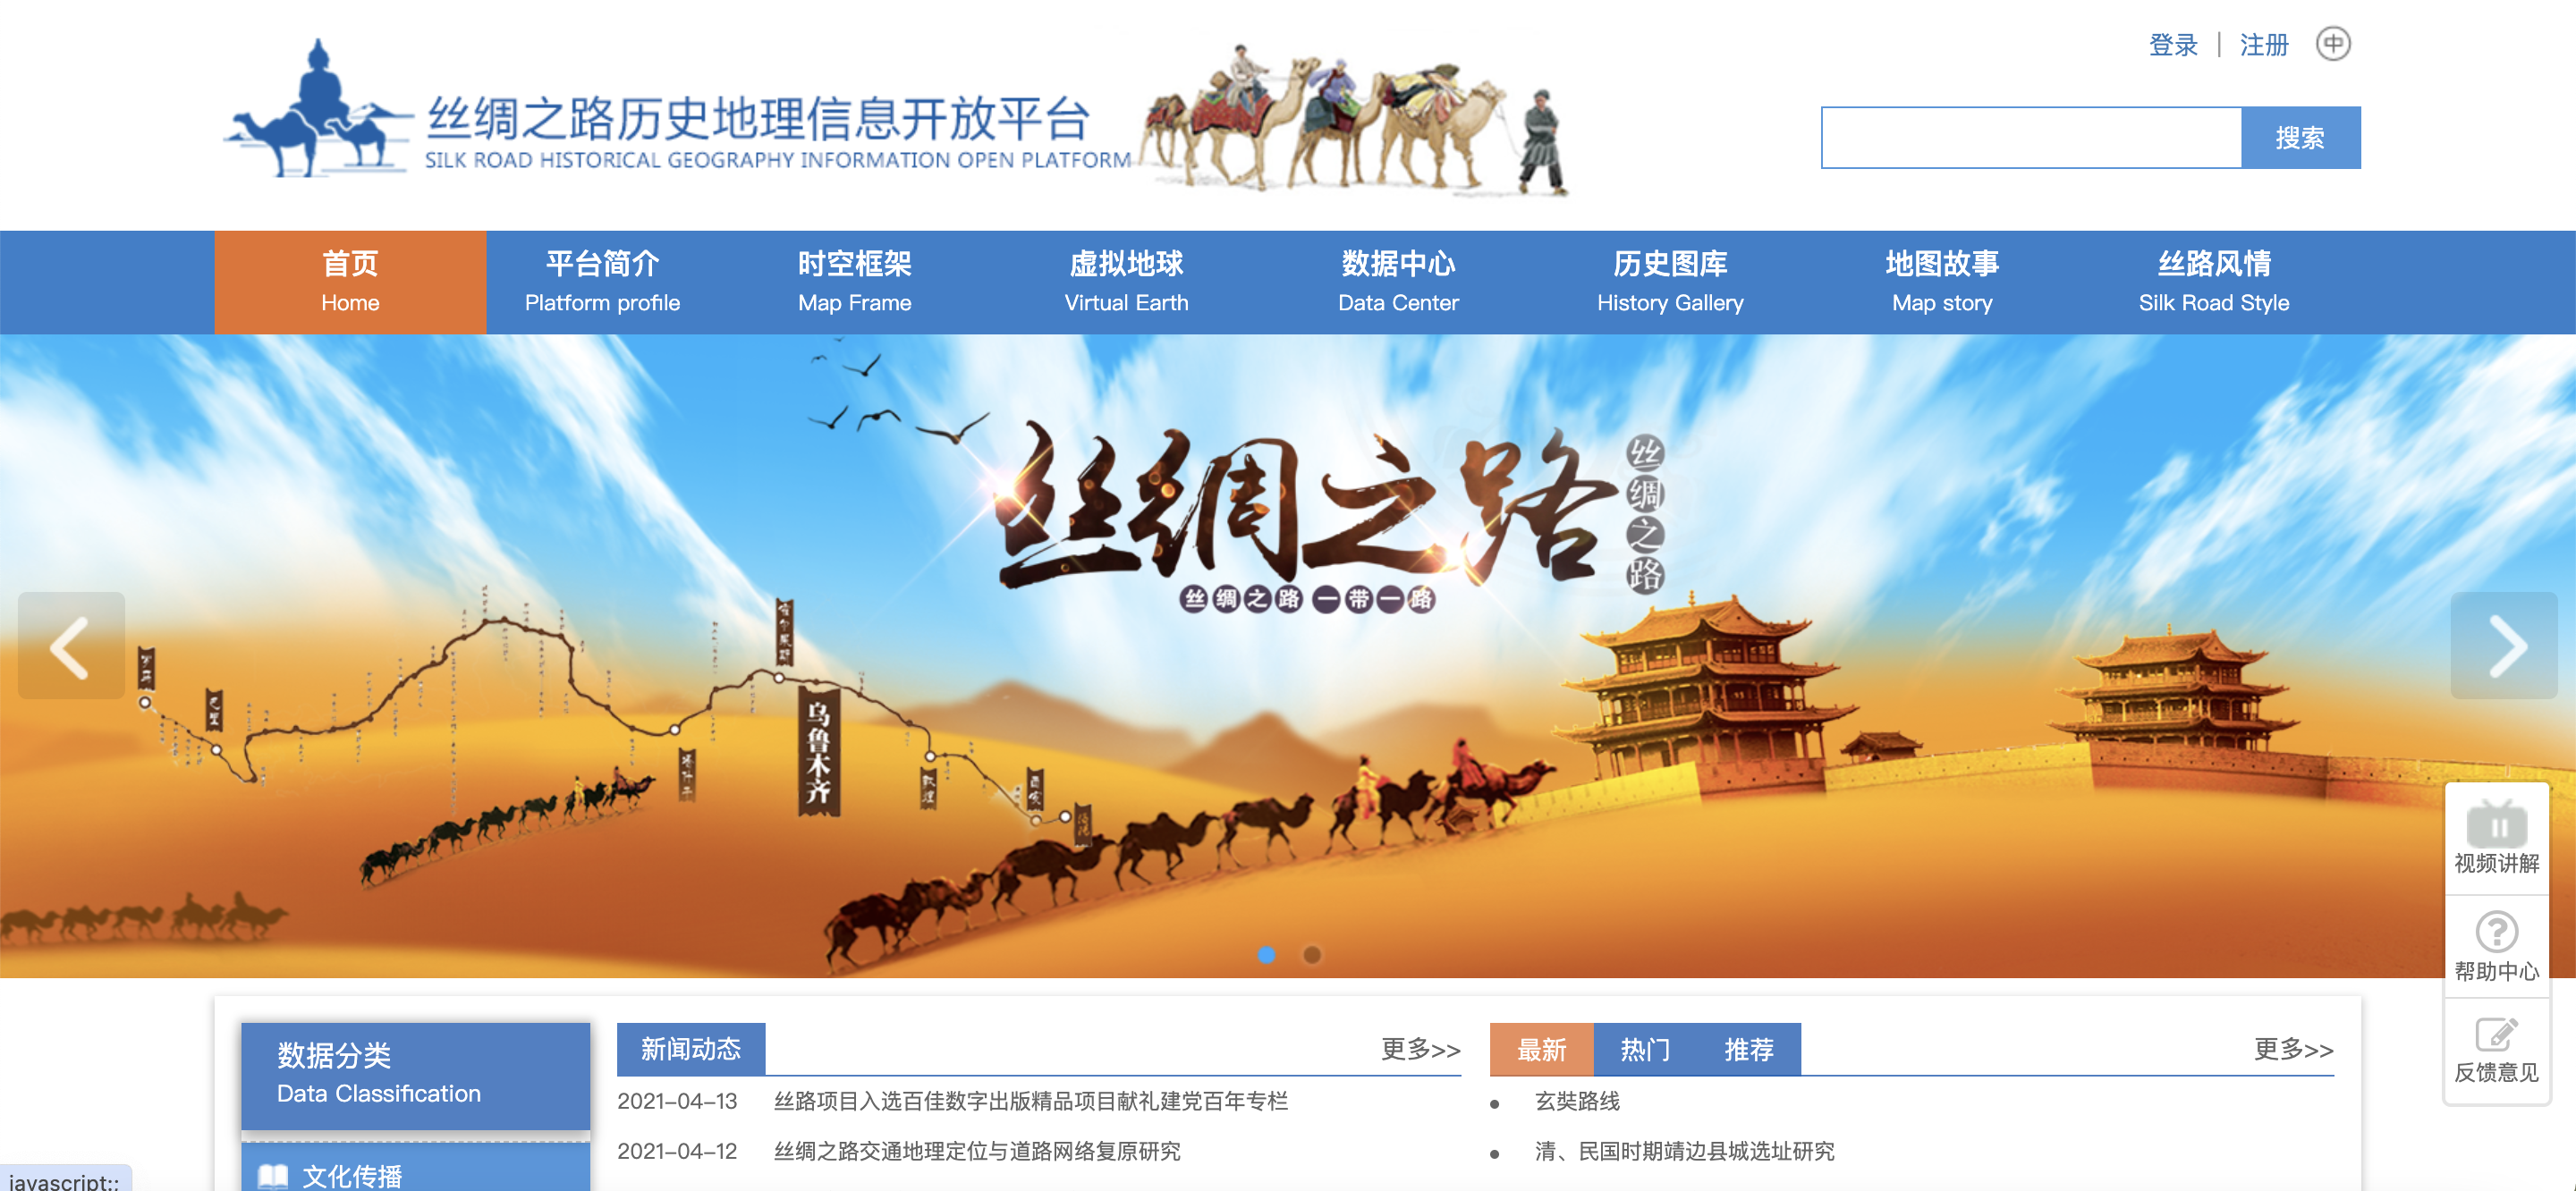 登录 | 注册 中
丝绸之路历史地理信息开放平台
SILK ROAD HISTORICAL GEOGRAPHY INFORMATION OPEN PLATFORM
搜索
首页 平台简介 时空框架 虚拟地球 数据中心 历史图库 地图故事 丝路风情
Home Platform profile Map Frame Virtual Earth Data Center History Gallery Map story Silk Road Style
丝绸之路
丝绸之路
丝绸之路 一带一路
乌鲁木齐
敦煌
西安
视频讲解
帮助中心
反馈意见
数据分类
Data Classification
文化传播
新闻动态 更多>>
2021-04-13 丝路项目入选百佳数字出版精品项目献礼建党百年专栏
2021-04-12 丝绸之路交通地理定位与道路网络复原研究
最新 热门 推荐 更多>>
玄奘路线
清、民国时期靖边县城选址研究
javascript:;